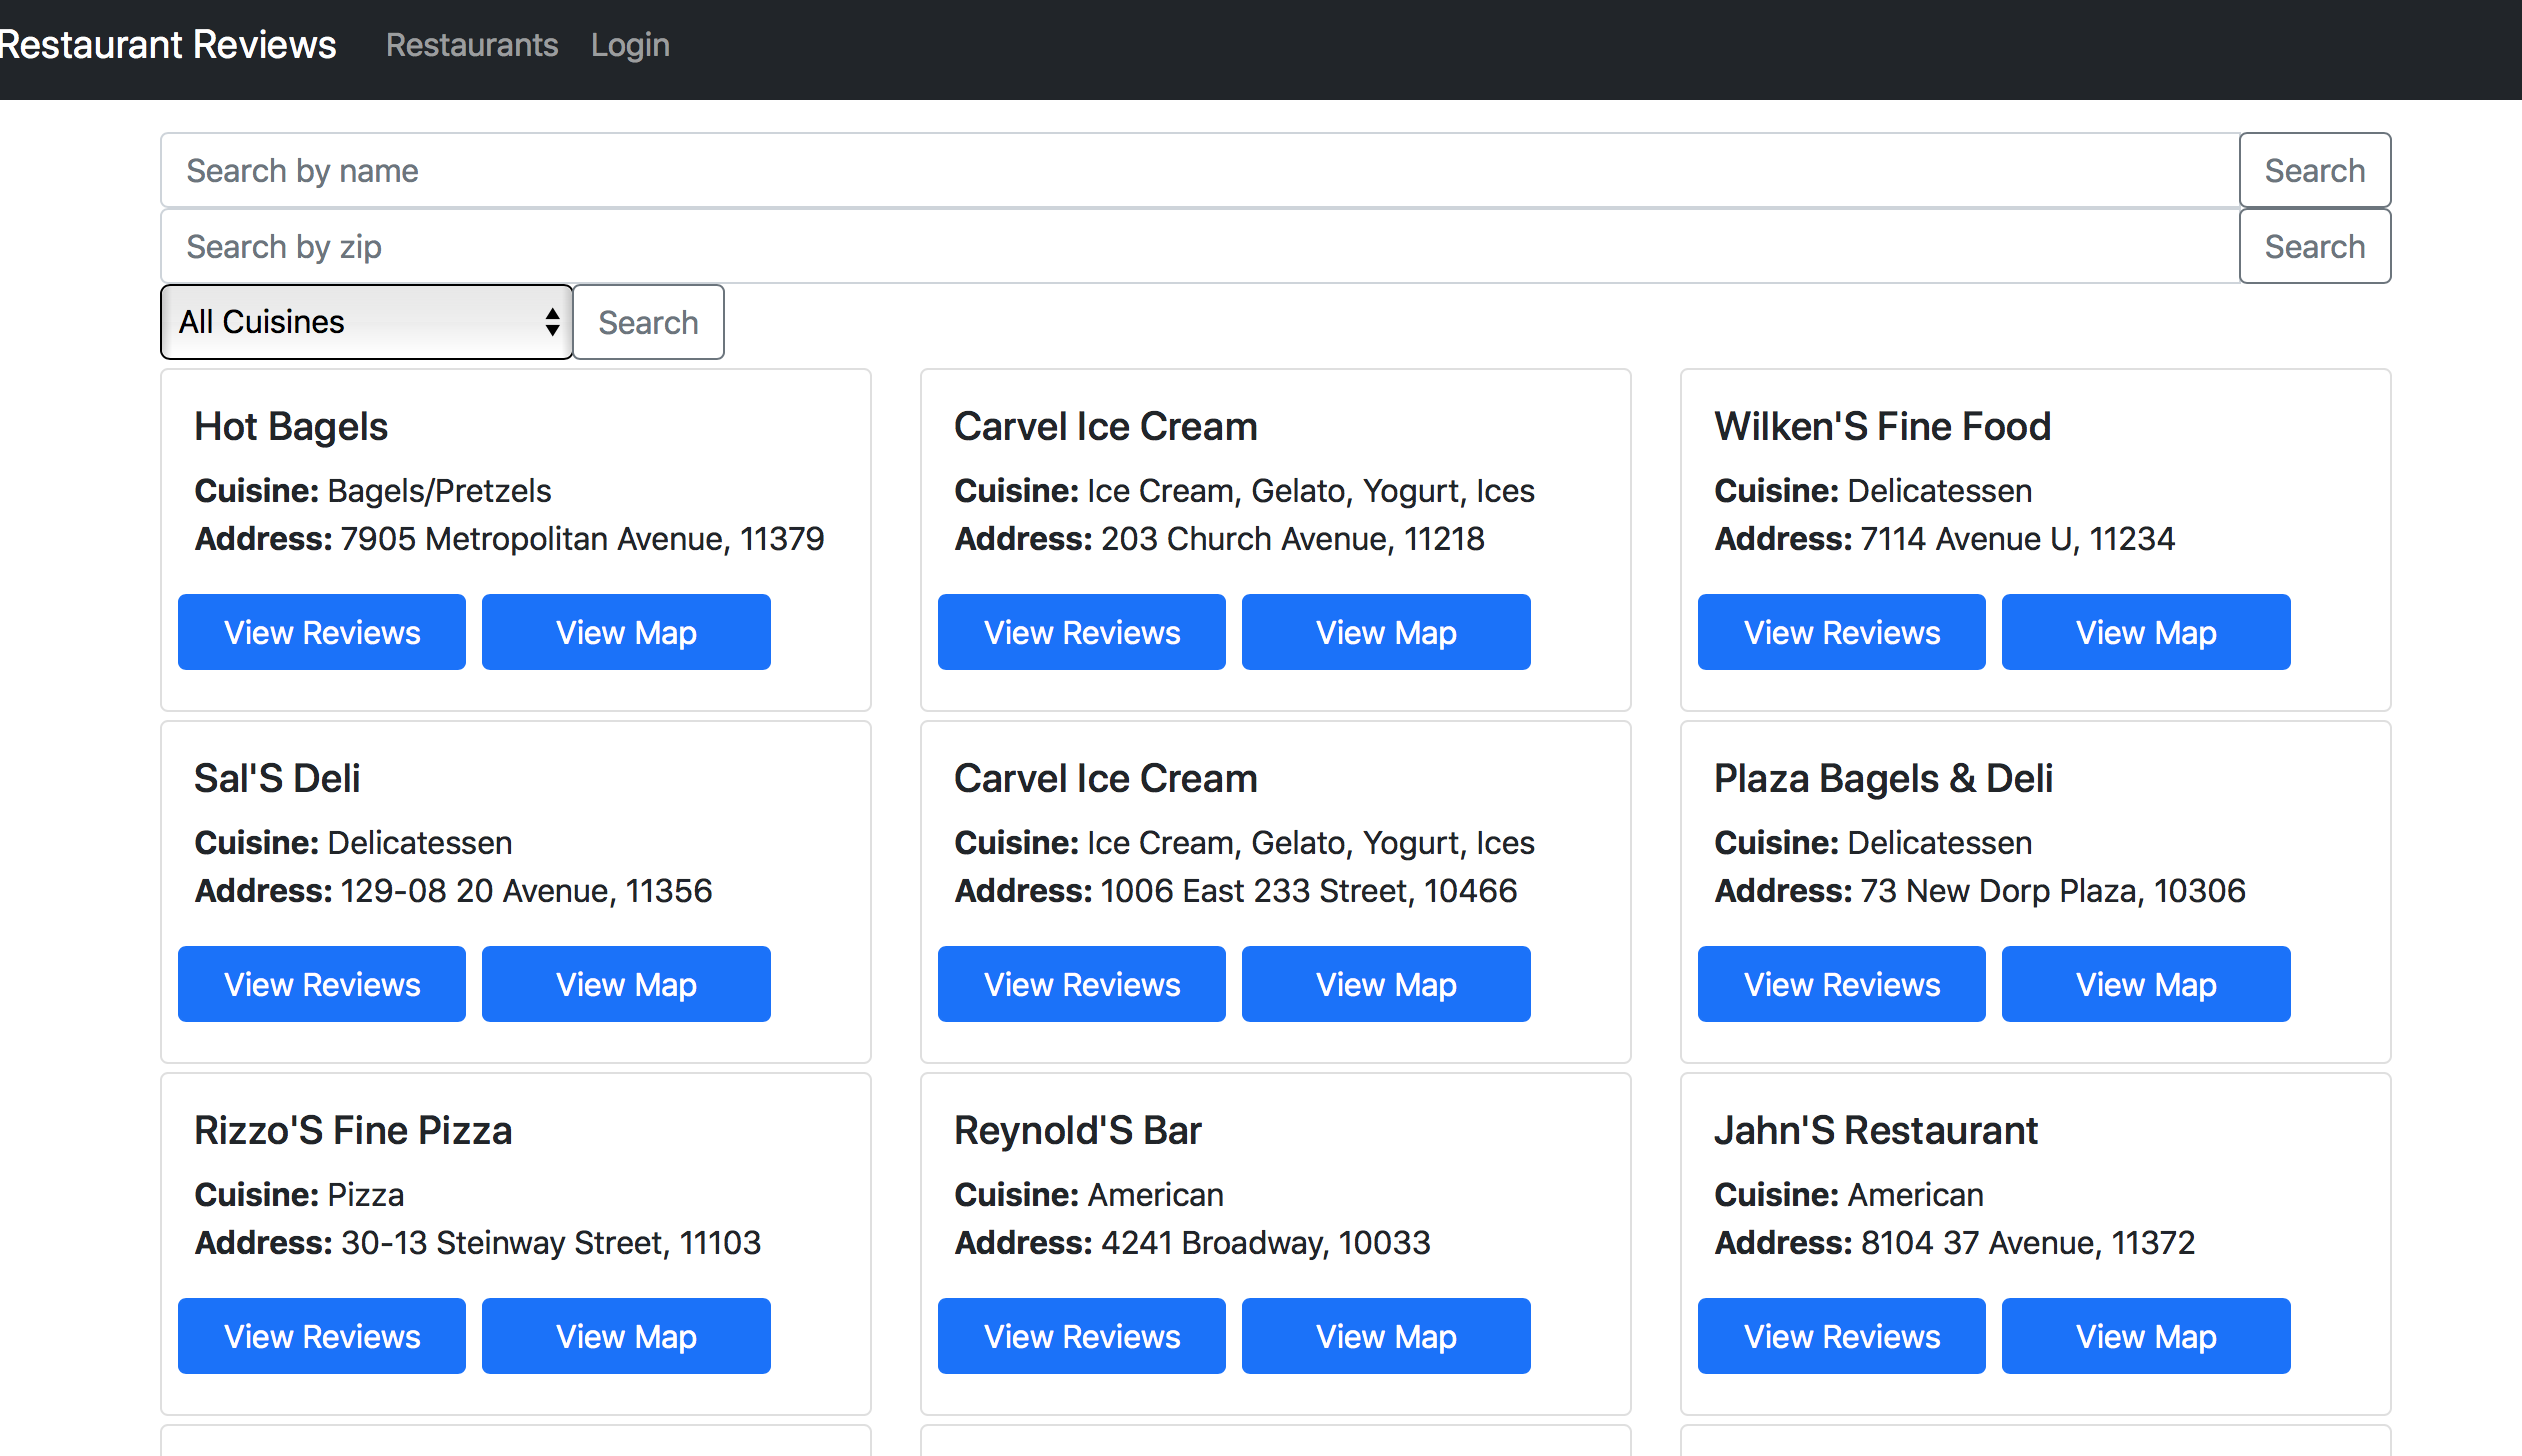 Restaurant Reviews Restaurants Login
Search by name Search
Search by zip Search
All Cuisines Search
Hot Bagels
Cuisine: Bagels/Pretzels
Address: 7905 Metropolitan Avenue, 11379
View Reviews View Map
Carvel Ice Cream
Cuisine: Ice Cream, Gelato, Yogurt, Ices
Address: 203 Church Avenue, 11218
View Reviews View Map
Wilken'S Fine Food
Cuisine: Delicatessen
Address: 7114 Avenue U, 11234
View Reviews View Map
Sal'S Deli
Cuisine: Delicatessen
Address: 129-08 20 Avenue, 11356
View Reviews View Map
Carvel Ice Cream
Cuisine: Ice Cream, Gelato, Yogurt, Ices
Address: 1006 East 233 Street, 10466
View Reviews View Map
Plaza Bagels & Deli
Cuisine: Delicatessen
Address: 73 New Dorp Plaza, 10306
View Reviews View Map
Rizzo'S Fine Pizza
Cuisine: Pizza
Address: 30-13 Steinway Street, 11103
View Reviews View Map
Reynold'S Bar
Cuisine: American
Address: 4241 Broadway, 10033
View Reviews View Map
Jahn'S Restaurant
Cuisine: American
Address: 8104 37 Avenue, 11372
View Reviews View Map